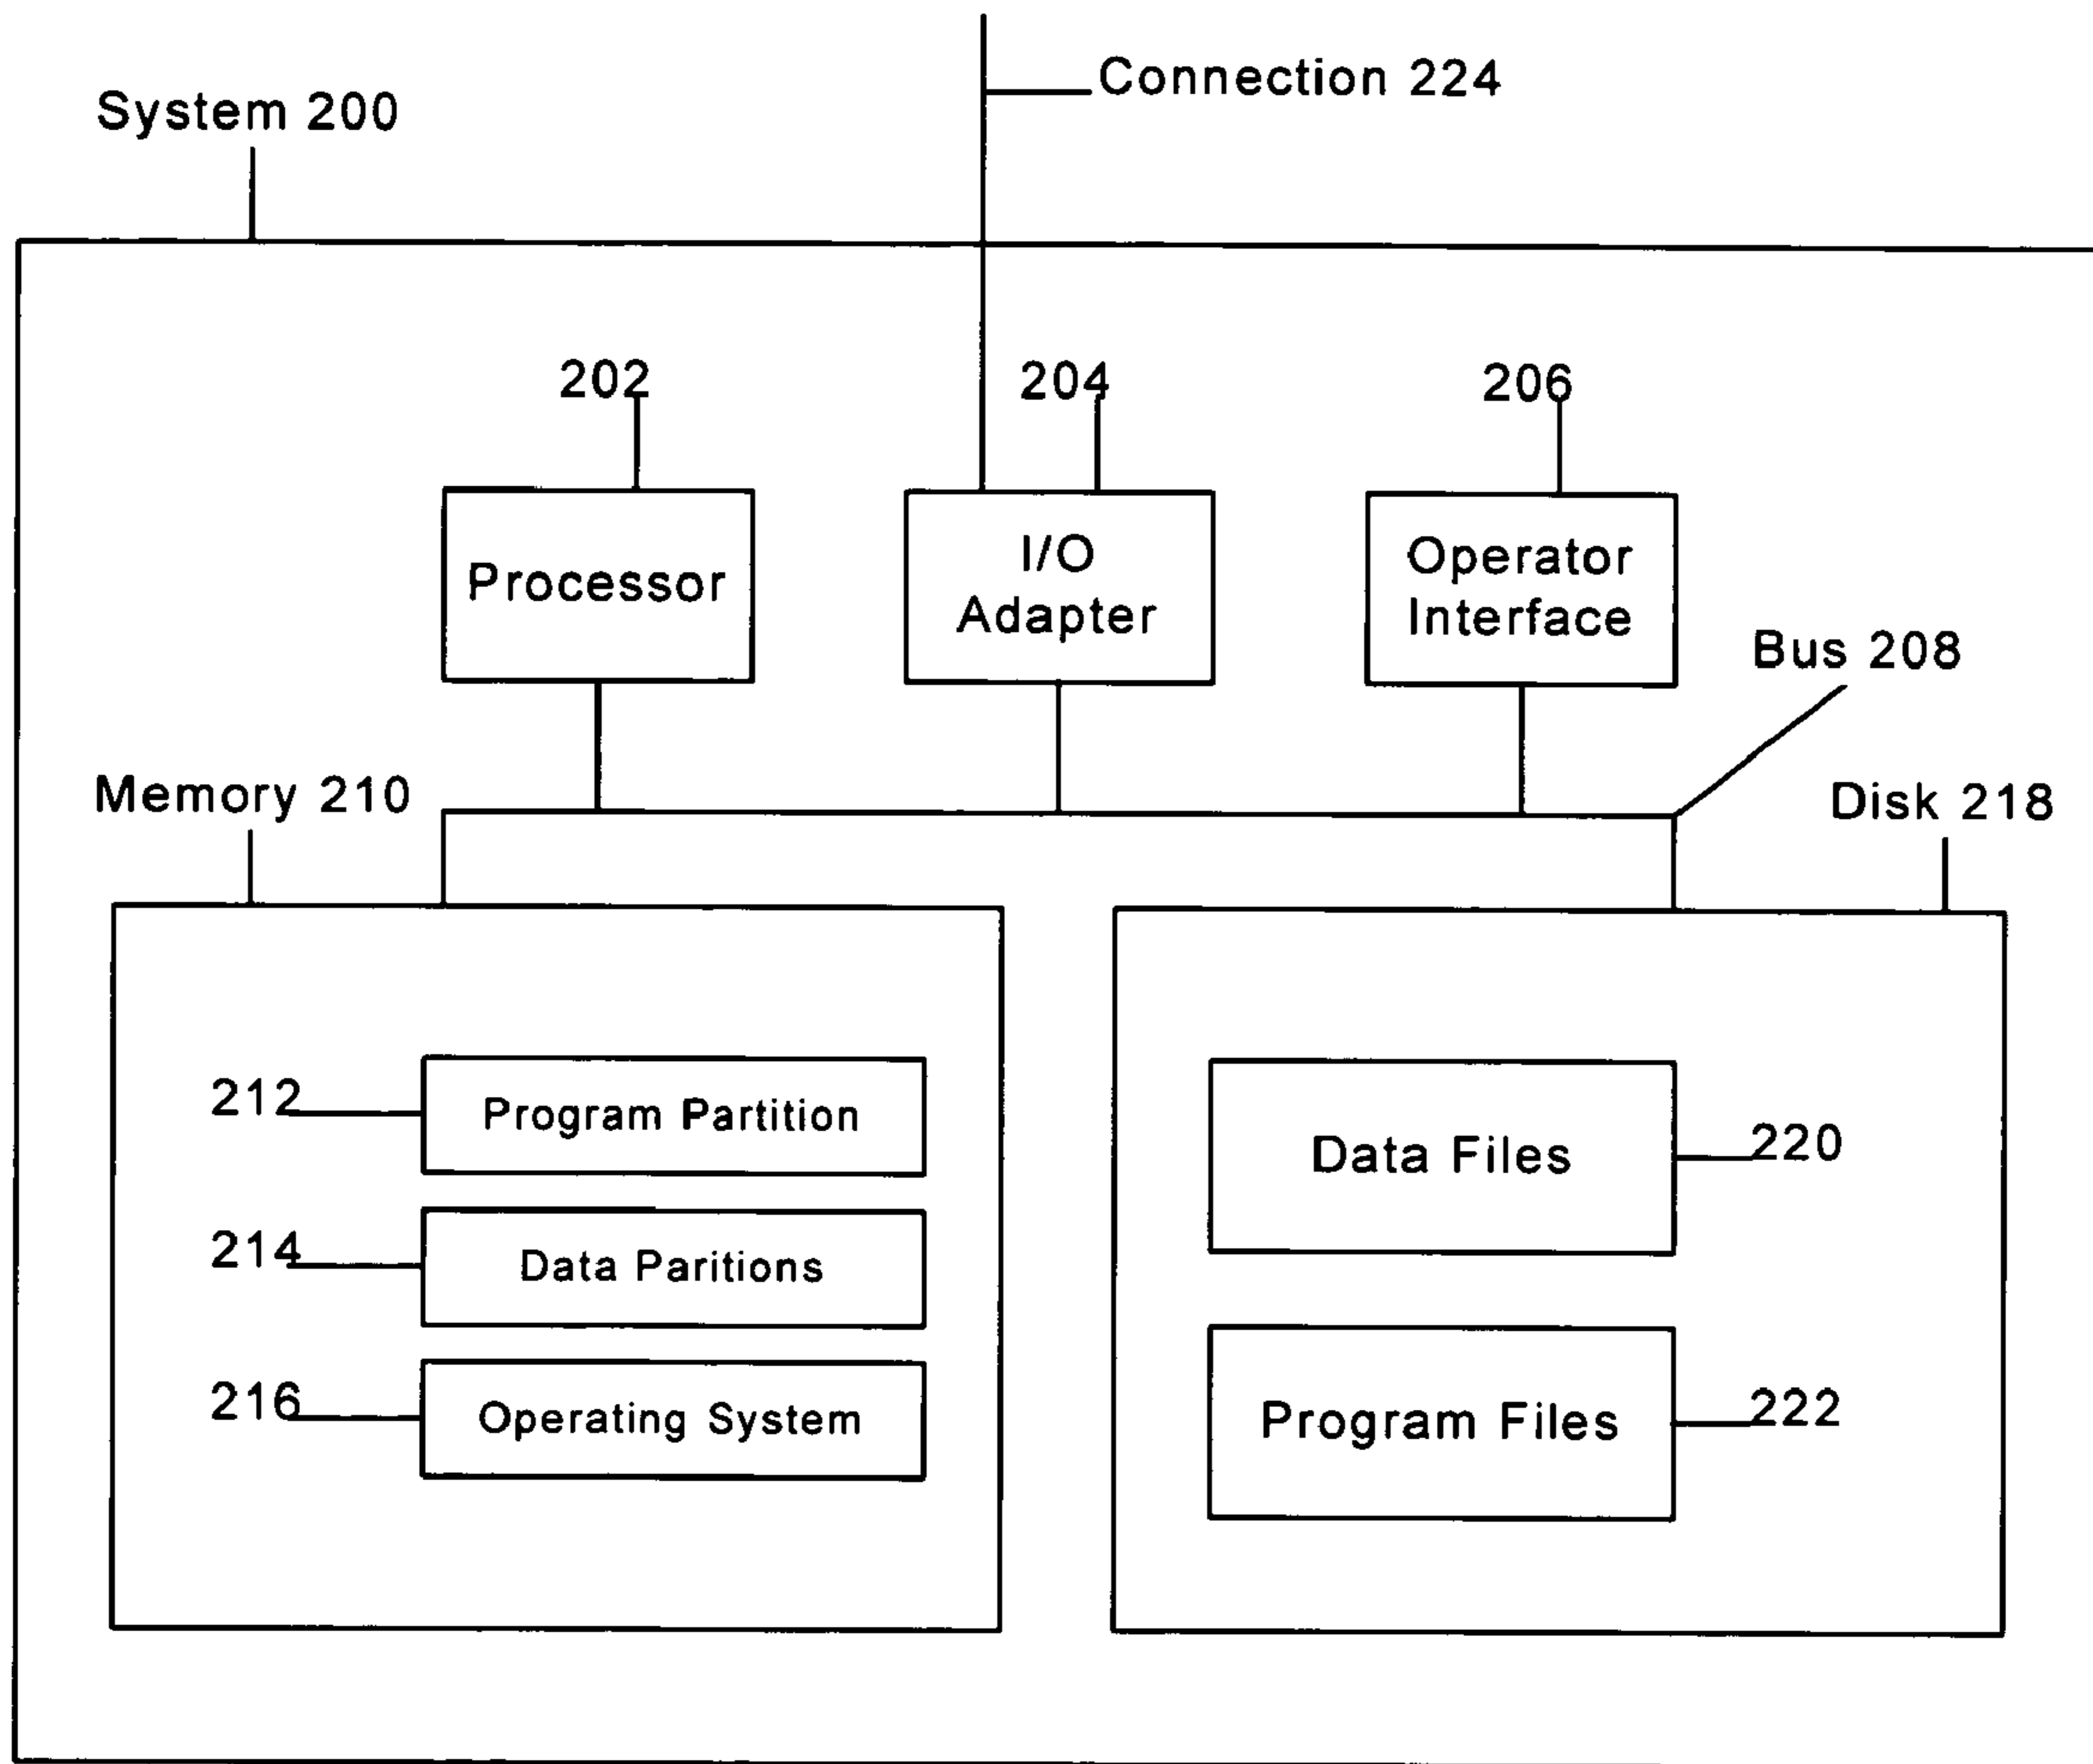 Connection 224
System 200
202
204
206
Processor
I/O
Adapter
Operator
Interface
Bus 208
Memory 210
Disk 218
212
Program Partition
214
Data Paritions
216
Operating System
Data Files
220
Program Files
222